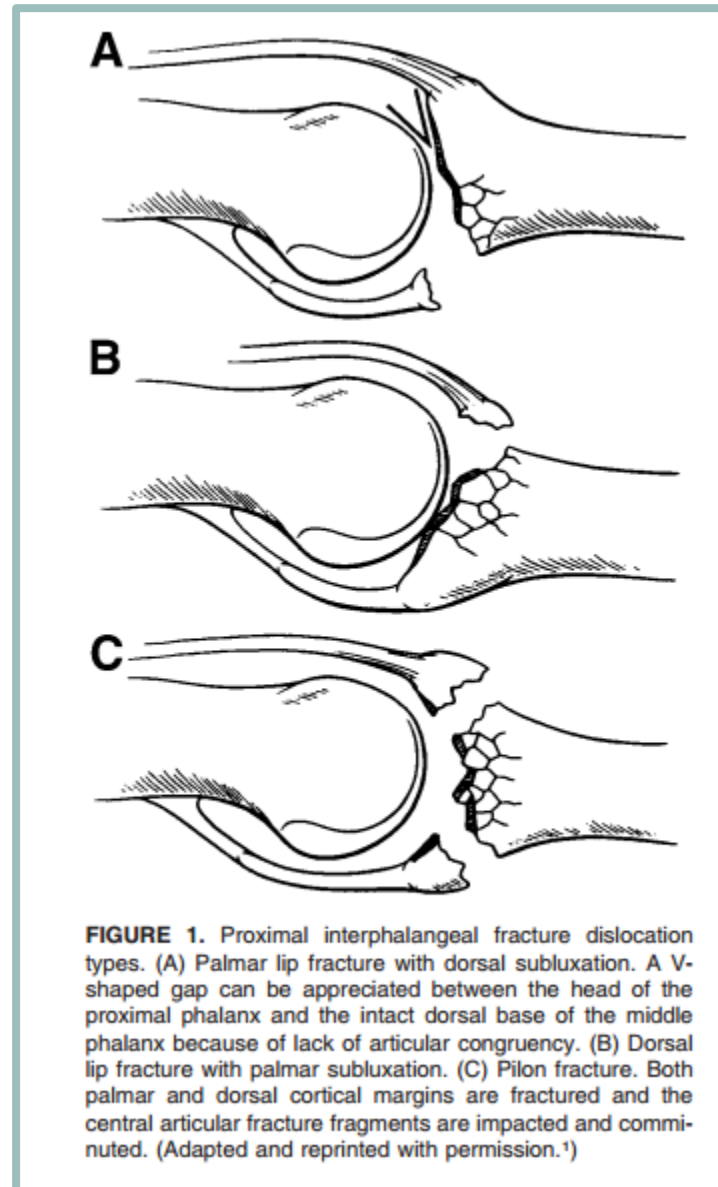 A
B
C
FIGURE 1. Proximal interphalangeal fracture dislocation
types. (A) Palmar lip fracture with dorsal subluxation. A V-
shaped gap can be appreciated between the head of the
proximal phalanx and the intact dorsal base of the middle
phalanx because of lack of articular congruency. (B) Dorsal
lip fracture with palmar subluxation. (C) Pilon fracture. Both
palmar and dorsal cortical margins are fractured and the
central articular fracture fragments are impacted and commi-
nuted. (Adapted and reprinted with permission.¹)